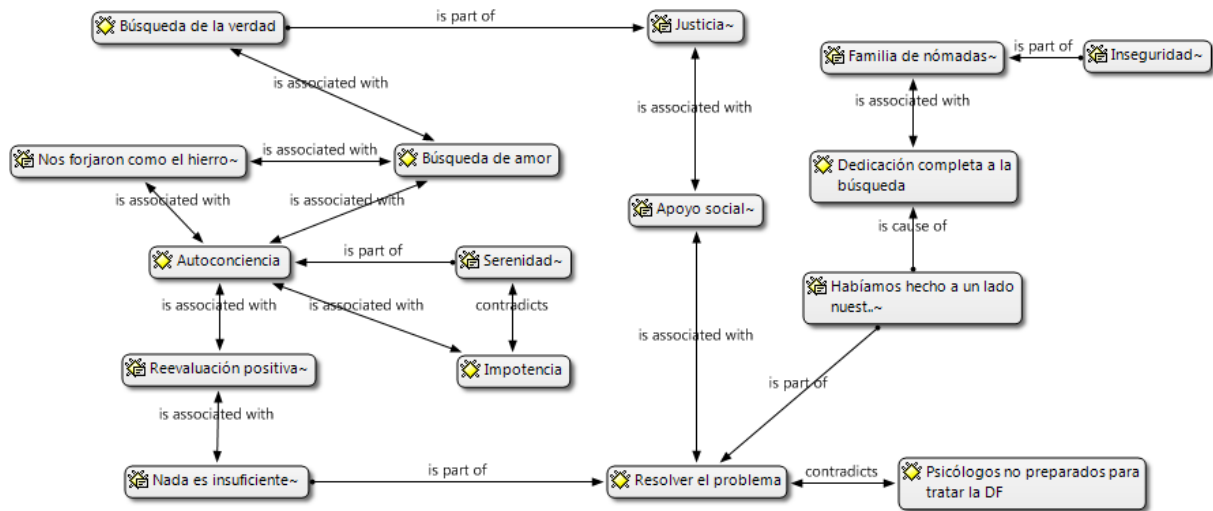 Búsqueda de la verdad
is part of
Justicia~
Familia de nómadas~
is part of
Inseguridad~
is associated with
is associated with
is associated with
Nos forjaron como el hierro~
is associated with
Búsqueda de amor
Dedicación completa a la
búsqueda
is associated with
is associated with
Apoyo social~
is cause of
Autoconciencia
is part of
Serenidad~
Habíamos hecho a un lado
nuest..~
is associated with
is associated with
contradicts
is associated with
Reevaluación positiva~
Impotencia
is part of
is associated with
Nada es insuficiente~
is part of
Resolver el problema
contradicts
Psicólogos no preparados para
tratar la DF